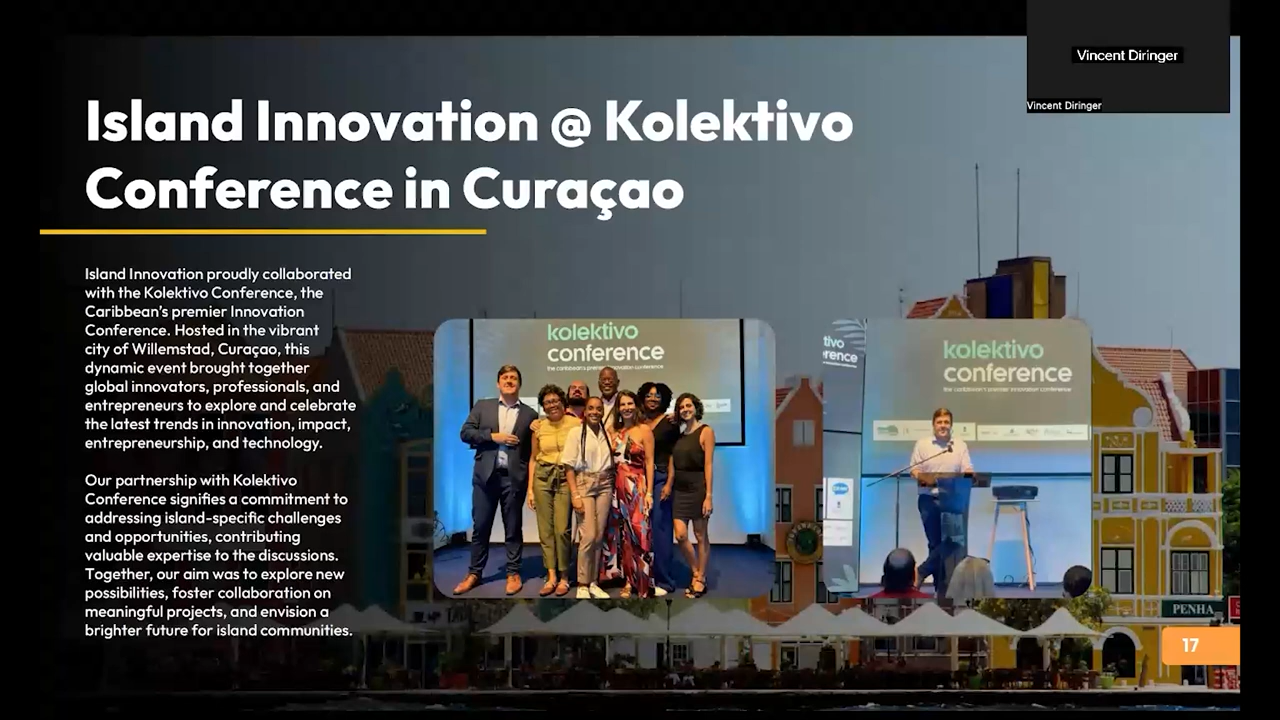 Vincent Diringer
Vincent Diringer
Island Innovation @ Kolektivo
Conference in Curaçao
Island Innovation proudly collaborated
with the Kolektivo Conference, the
Caribbean's premier Innovation
Conference. Hosted in the vibrant
city of Willemstad, Curaçao, this
dynamic event brought together
global innovators, professionals, and
entrepreneurs to explore and celebrate
the latest trends in innovation, impact,
entrepreneurship, and technology.
Our partnership with Kolektivo
Conference signifies a commitment to
addressing island-specific challenges
and opportunities, contributing
valuable expertise to the discussions.
Together, our aim was to explore new
possibilities, foster collaboration on
meaningful projects, and envision a
brighter future for island communities.
kolektivo
conference
the caribbean's premier innovation conference
kolektivo
conference
the caribbean's premier innovation conference
PENHA
17